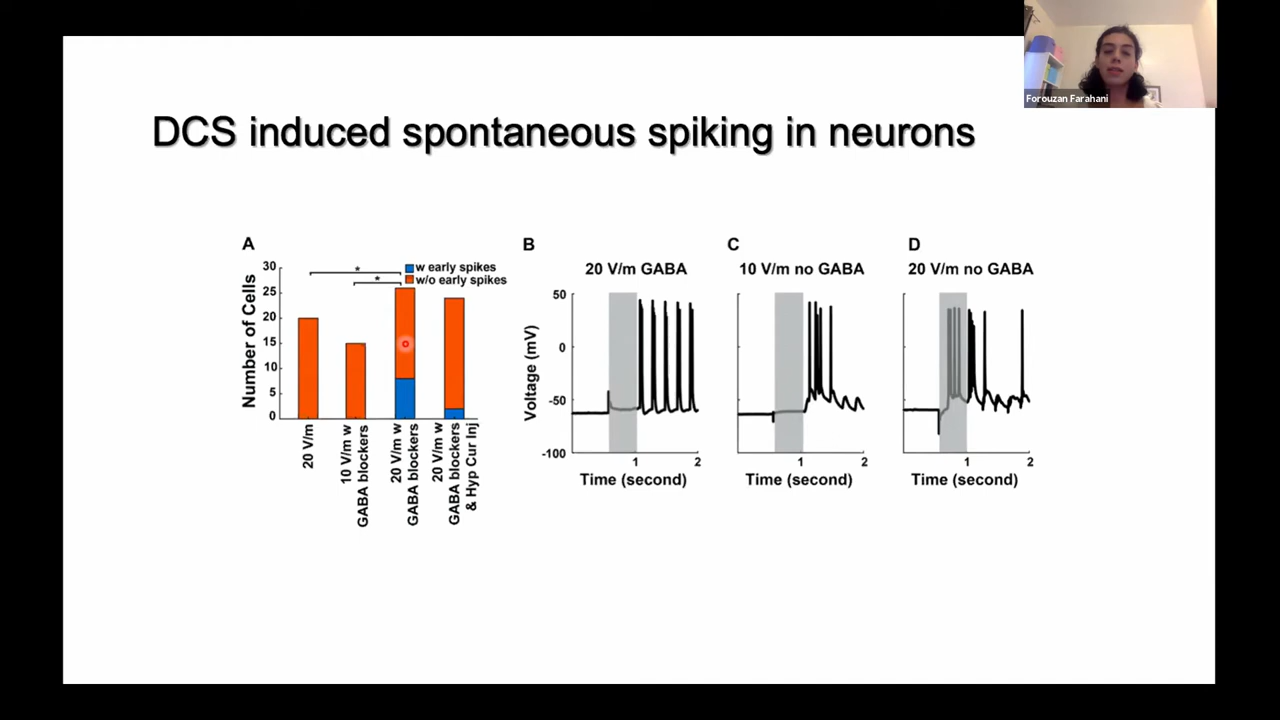 Forouzan Farahani
DCS induced spontaneous spiking in neurons
A
30
25
20
15
10
5
0
Number of Cells
*
*
w early spikes
w/o early spikes
20 V/m
10 V/m w
GABA blockers
20 V/m w
GABA blockers
20 V/m w
GABA blockers
& Hyp Cur Inj
B
20 V/m GABA
50
0
-50
-100
Voltage (mV)
1
2
Time (second)
C
10 V/m no GABA
1
2
Time (second)
D
20 V/m no GABA
1
2
Time (second)